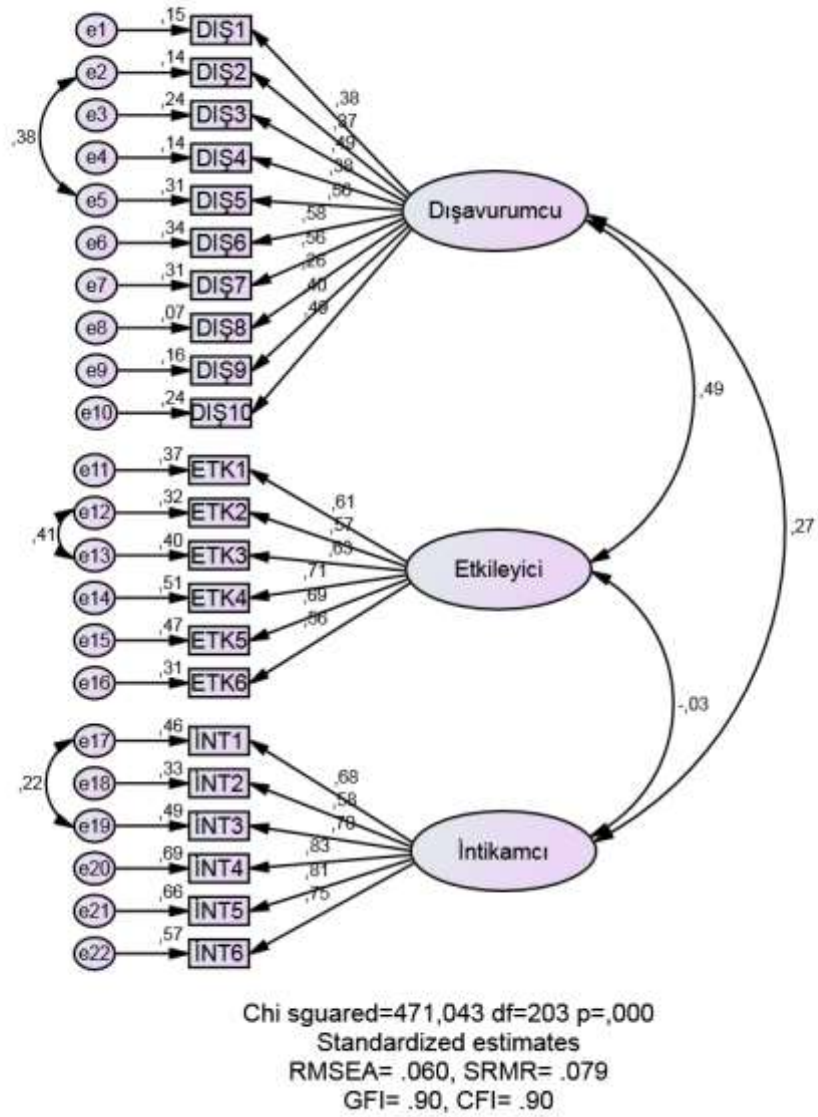 e1 ,15 DIŞ1
,38
e2 ,14 DIŞ2
,37
e3 ,24 DIŞ3
,49
,38 e4 ,14 DIŞ4
,38
e5 ,31 DIŞ5
,56
Dışavurumcu
e6 ,34 DIŞ6
,58
e7 ,31 DIŞ7
,56
e8 ,07 DIŞ8
,26
e9 ,16 DIŞ9
,40
e10 ,24 DIŞ10
,49
,49
e11 ,37 ETK1
,61
e12 ,32 ETK2
,57
,41
e13 ,40 ETK3
,63
,27
e14 ,51 ETK4
,71
Etkileyici
e15 ,47 ETK5
,69
e16 ,31 ETK6
,56
-,03
e17 ,46 İNT1
,68
,22 e18 ,33 İNT2
,58
e19 ,49 İNT3
,70
e20 ,69 İNT4
,83
İntikamcı
e21 ,66 İNT5
,81
e22 ,57 İNT6
,75
Chi sguared=471,043 df=203 p=,000
Standardized estimates
RMSEA= .060, SRMR= .079
GFI= .90, CFI= .90